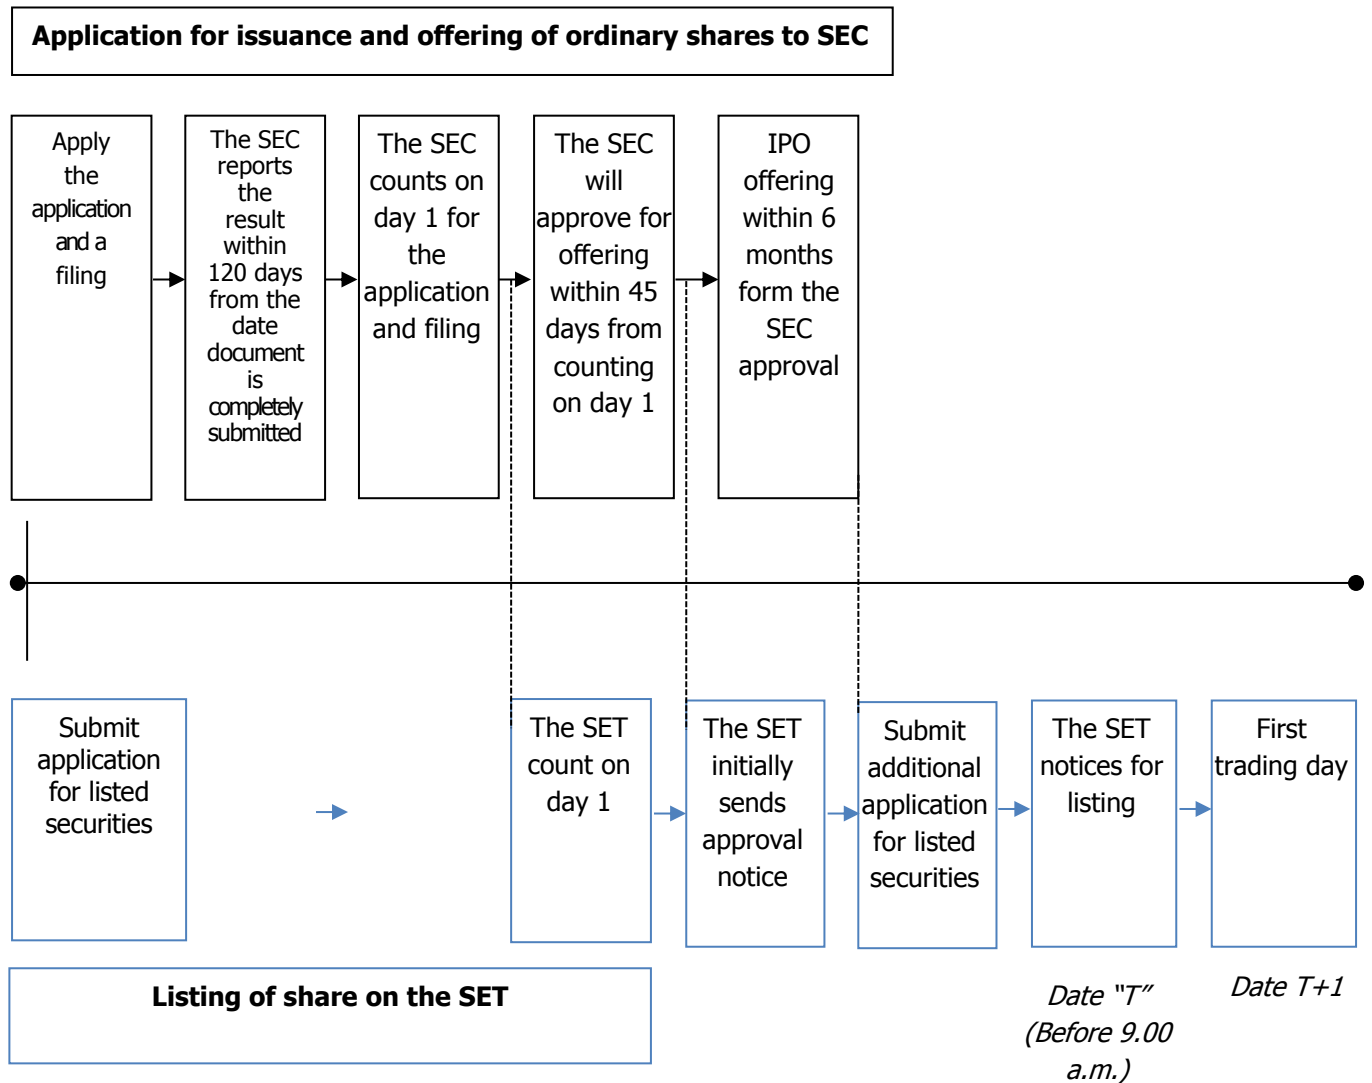 Application for issuance and offering of ordinary shares to SEC
Apply
the
application
and a
filing
The SEC
reports
the
result
within
120 days
from the
date
document
is
completely
submitted
The SEC
counts on
day 1 for
the
application
and filing
The SEC
will
approve for
offering
within 45
days from
counting
on day 1
IPO
offering
within 6
months
form the
SEC
approval
Submit
application
for listed
securities
The SET
count on
day 1
The SET
initially
sends
approval
notice
Submit
additional
application
for listed
securities
The SET
notices for
listing
First
trading day
Listing of share on the SET
Date “T”
(Before 9.00
a.m.)
Date T+1